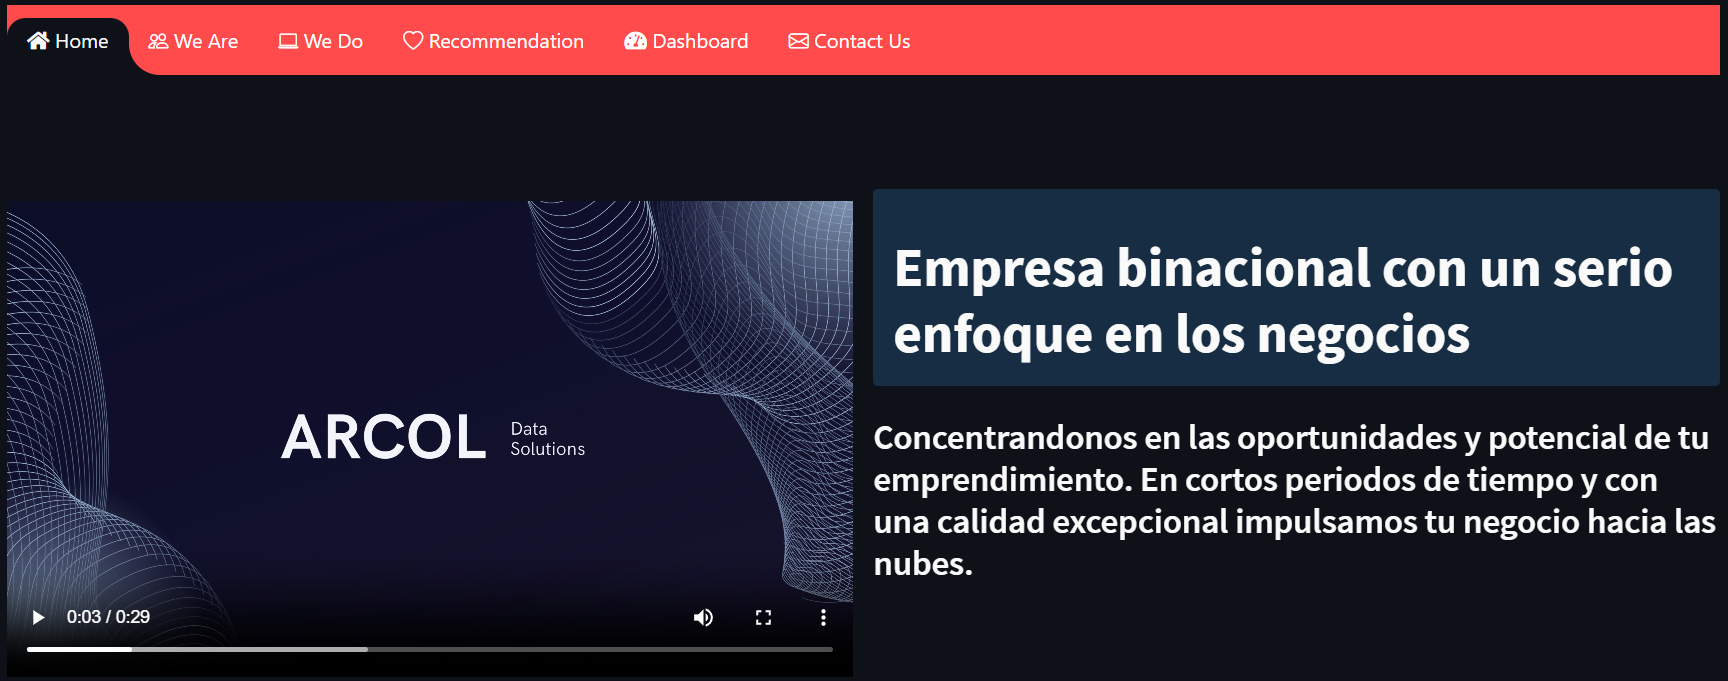 Home We Are We Do Recommendation Dashboard Contact Us
ARCOL Data
Solutions
0:03 / 0:29
Empresa binacional con un serio
enfoque en los negocios
Concentrandonos en las oportunidades y potencial de tu
emprendimiento. En cortos periodos de tiempo y con
una calidad excepcional impulsamos tu negocio hacia las
nubes.